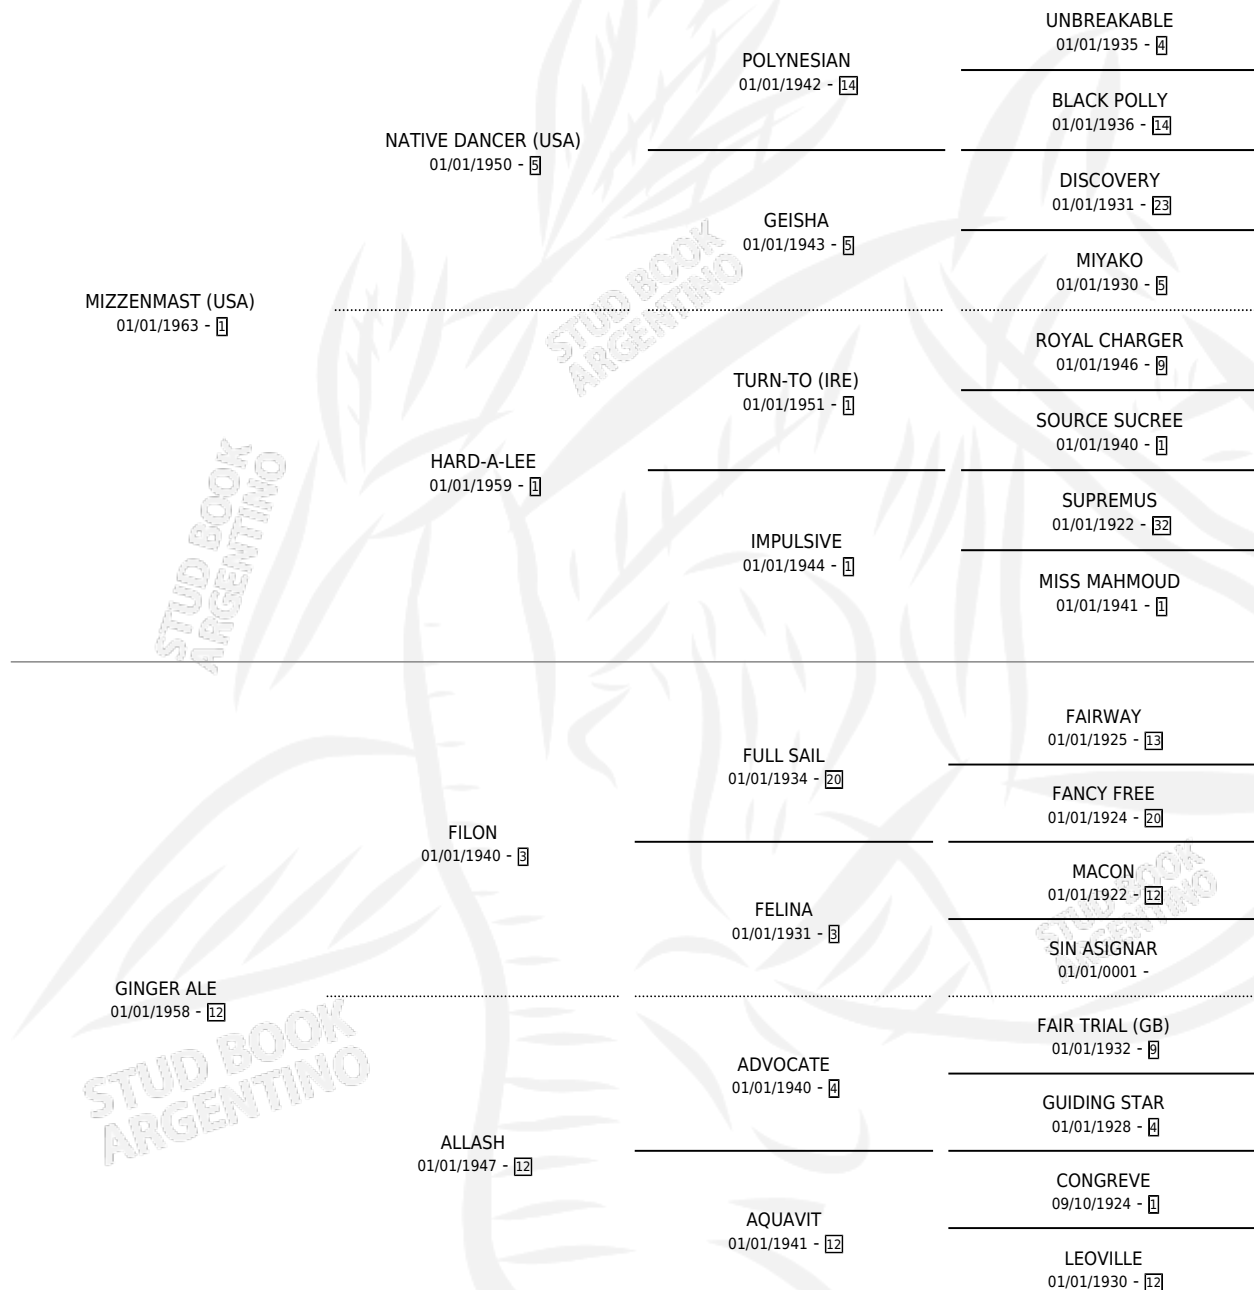 MIZZENMAST (USA)
01/01/1963 - 1
NATIVE DANCER (USA)
01/01/1950 - 5
POLYNESIAN
01/01/1942 - 14
UNBREAKABLE
01/01/1935 - 4
BLACK POLLY
01/01/1936 - 14
GEISHA
01/01/1943 - 5
DISCOVERY
01/01/1931 - 23
MIYAKO
01/01/1930 - 5
HARD-A-LEE
01/01/1959 - 1
TURN-TO (IRE)
01/01/1951 - 1
ROYAL CHARGER
01/01/1946 - 9
SOURCE SUCREE
01/01/1940 - 1
IMPULSIVE
01/01/1944 - 1
SUPREMUS
01/01/1922 - 32
MISS MAHMOUD
01/01/1941 - 1
GINGER ALE
01/01/1958 - 12
FILON
01/01/1940 - 3
FULL SAIL
01/01/1934 - 20
FAIRWAY
01/01/1925 - 13
FANCY FREE
01/01/1924 - 20
FELINA
01/01/1931 - 3
MACON
01/01/1922 - 12
SIN ASIGNAR
01/01/0001 -
ALLASH
01/01/1947 - 12
ADVOCATE
01/01/1940 - 4
FAIR TRIAL (GB)
01/01/1932 - 9
GUIDING STAR
01/01/1928 - 4
AQUAVIT
01/01/1941 - 12
CONGREVE
09/10/1924 - 1
LEOVILLE
01/01/1930 - 12
STUD BOOK
ARGENTINO
STUD BOOK
ARGENTINO
STUD BOOK
ARGENTINO
STUD BOOK
ARGENTINO